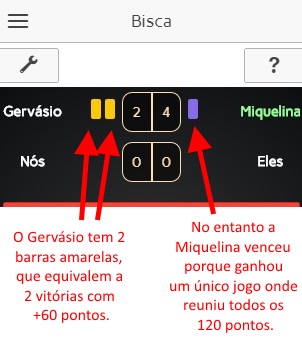 Bisca
?
Gervásio 2 4 Miquelina
Nós 0 0 Eles
O Gervásio tem 2
barras amarelas,
que equivalem a
2 vitórias com
+60 pontos.
No entanto a
Miquelina venceu
porque ganhou
um único jogo onde
reuniu todos os
120 pontos.